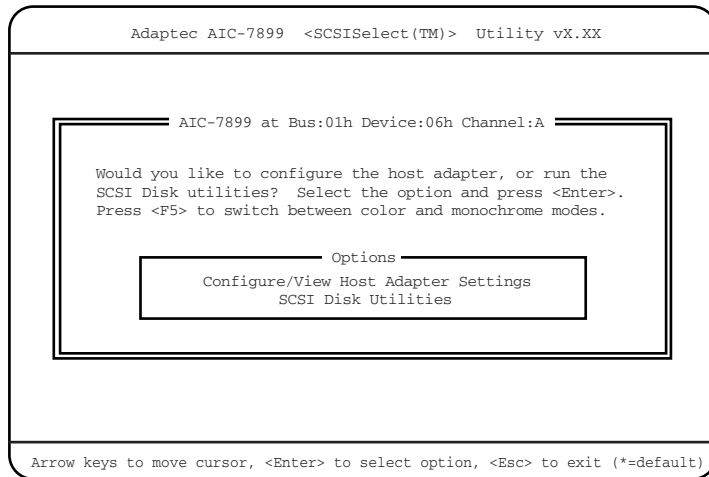 Adaptec AIC-7899 <SCSISelect(TM)> Utility vX.XX
AIC-7899 at Bus:01h Device:06h Channel:A
Would you like to configure the host adapter, or run the
SCSI Disk utilities? Select the option and press <Enter>.
Press <F5> to switch between color and monochrome modes.
Options
Configure/View Host Adapter Settings
SCSI Disk Utilities
Arrow keys to move cursor, <Enter> to select option, <Esc> to exit (*=default)